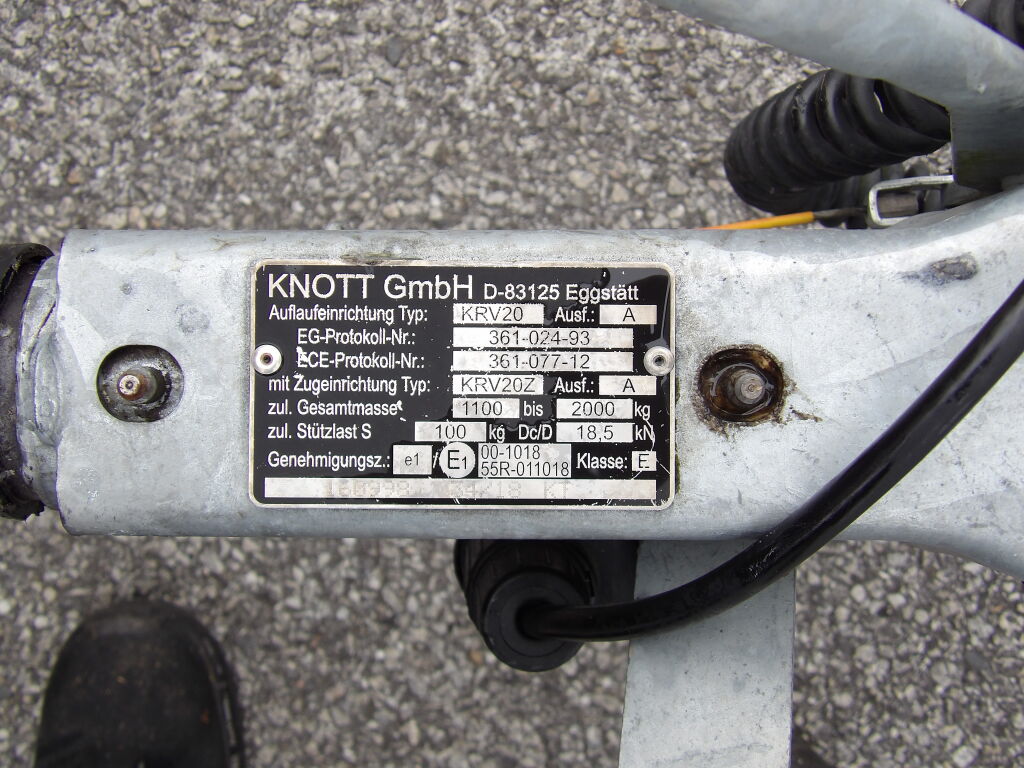 KNOTT GmbH D-83125 Eggstätt
Auflaufeinrichtung Typ: KRV20 Ausf.: A
EG-Protokoll-Nr.: 361-024-93
ECE-Protokoll-Nr.: 361-077-12
mit Zugeinrichtung Typ: KRV20Z Ausf.: A
zul. Gesamtmasse 1100 bis 2000 kg
zul. Stützlast S 100 kg Dc/D 18,5 kN
Genehmigungsz.: e1 / E1 00-1018 Klasse: E
55R-011018